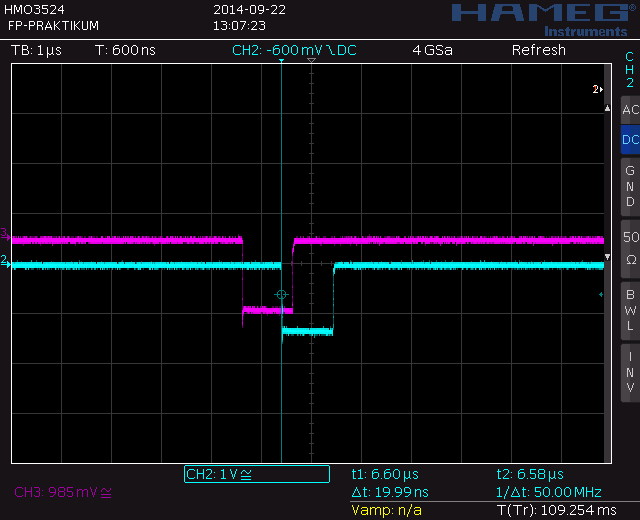 HMO3524 2014-09-22 HAMEG®
FP-PRAKTIKUM 13:07:23 Instruments
TB: 1µs T: 600ns CH2: -600mV DC 4GSa Refresh
CH2
2
AC
DC
GND
3
50Ω
2
BWL
INV
CH2: 1V t1: 6.60µs t2: 6.58µs
CH3: 985mV Δt: 19.99ns 1/Δt: 50.00MHz
Vamp: n/a T(Tr): 109.254ms